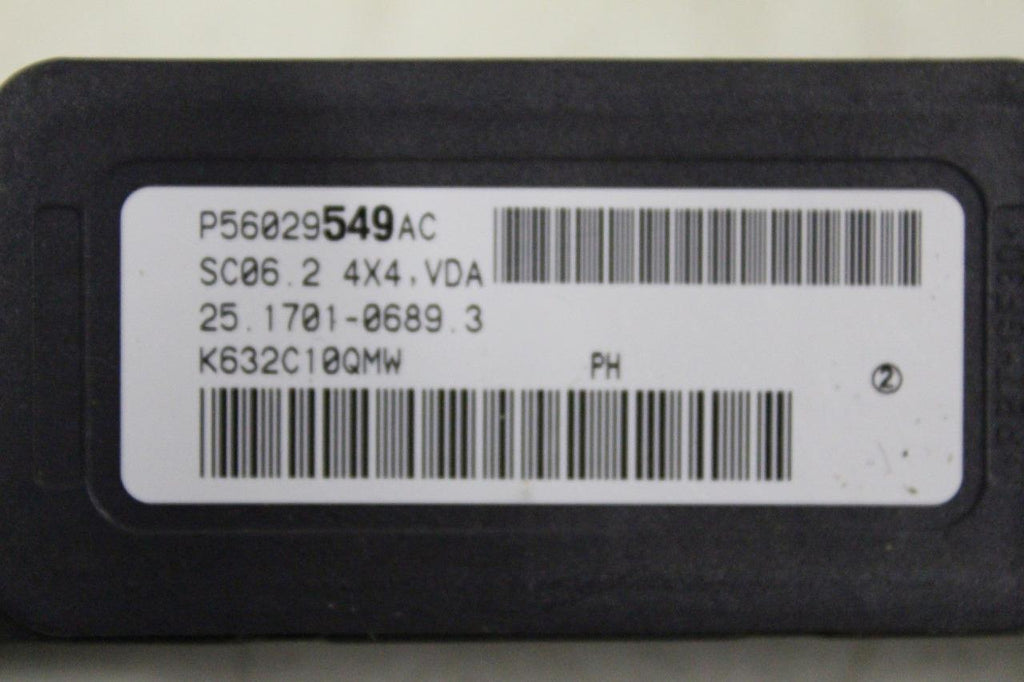 P56029549AC
SC06.2 4X4,VDA
25.1701-0689.3
K632C10QMW PH
②